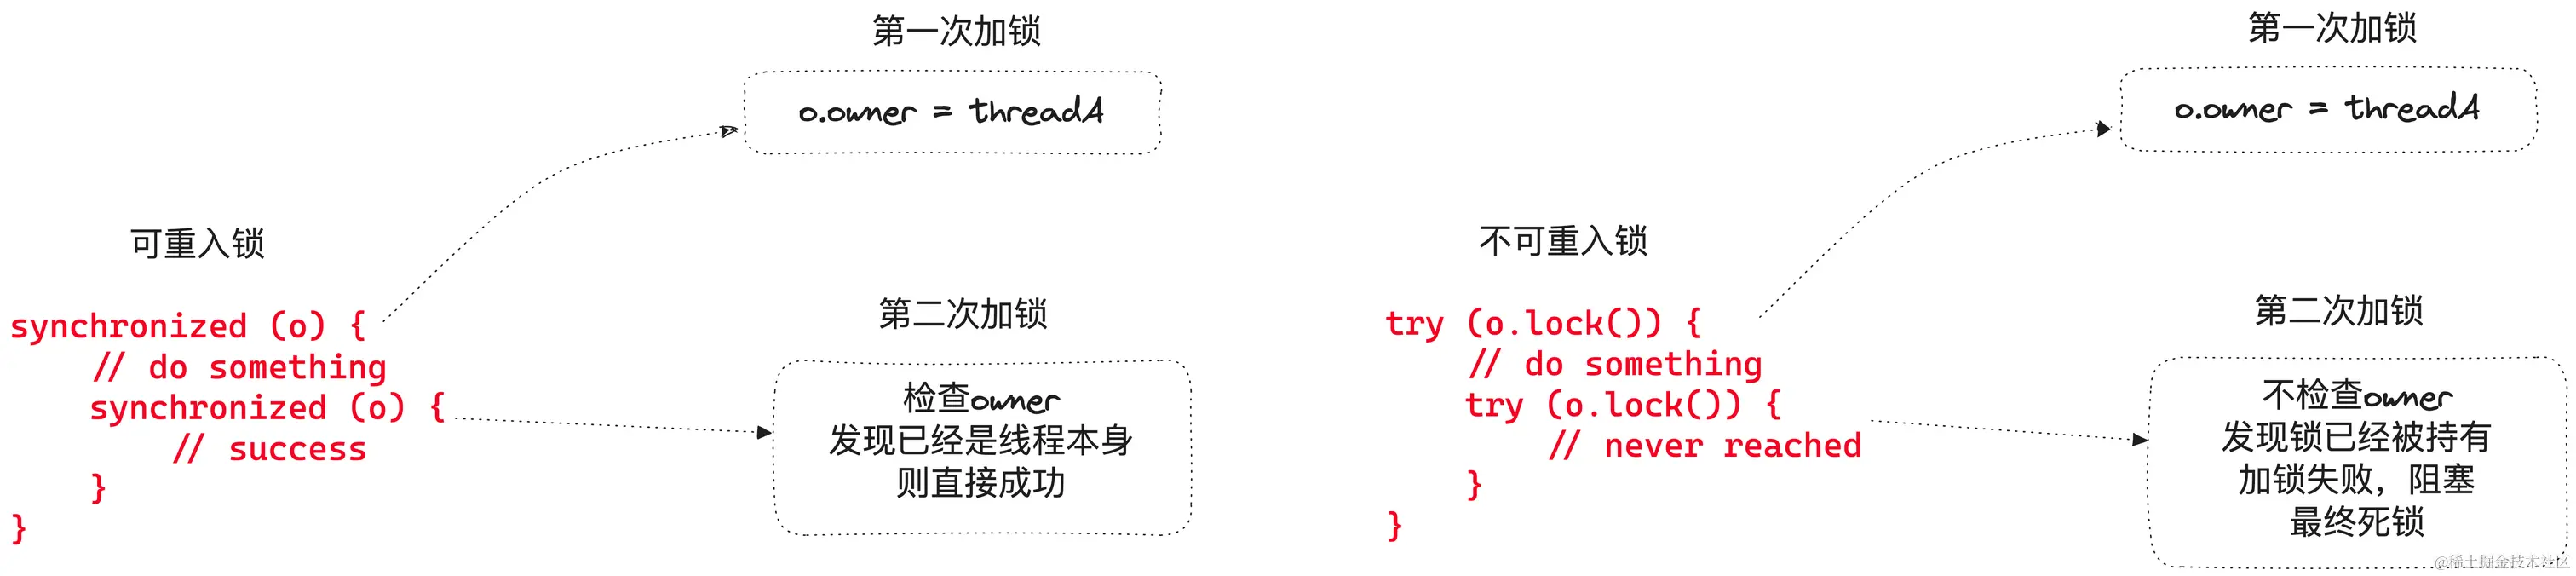 第一次加锁
o.owner = threadA
可重入锁
synchronized (o) {
// do something
synchronized (o) {
// success
}
}
第二次加锁
检查owner
发现已经是线程本身
则直接成功
第一次加锁
o.owner = threadA
不可重入锁
try (o.lock()) {
// do something
try (o.lock()) {
// never reached
}
}
第二次加锁
不检查owner
发现锁已经被持有
加锁失败，阻塞
最终死锁
@稀土掘金技术社区